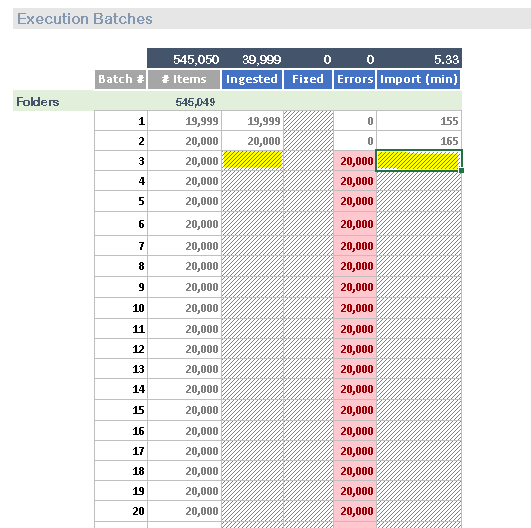 Execution Batches
545,050 39,999 0 0 5.33
Batch # # Items Ingested Fixed Errors Import (min)
Folders 545,049
1 19,999 19,999 0 155
2 20,000 20,000 0 165
3 20,000 20,000
4 20,000 20,000
5 20,000 20,000
6 20,000 20,000
7 20,000 20,000
8 20,000 20,000
9 20,000 20,000
10 20,000 20,000
11 20,000 20,000
12 20,000 20,000
13 20,000 20,000
14 20,000 20,000
15 20,000 20,000
16 20,000 20,000
17 20,000 20,000
18 20,000 20,000
19 20,000 20,000
20 20,000 20,000